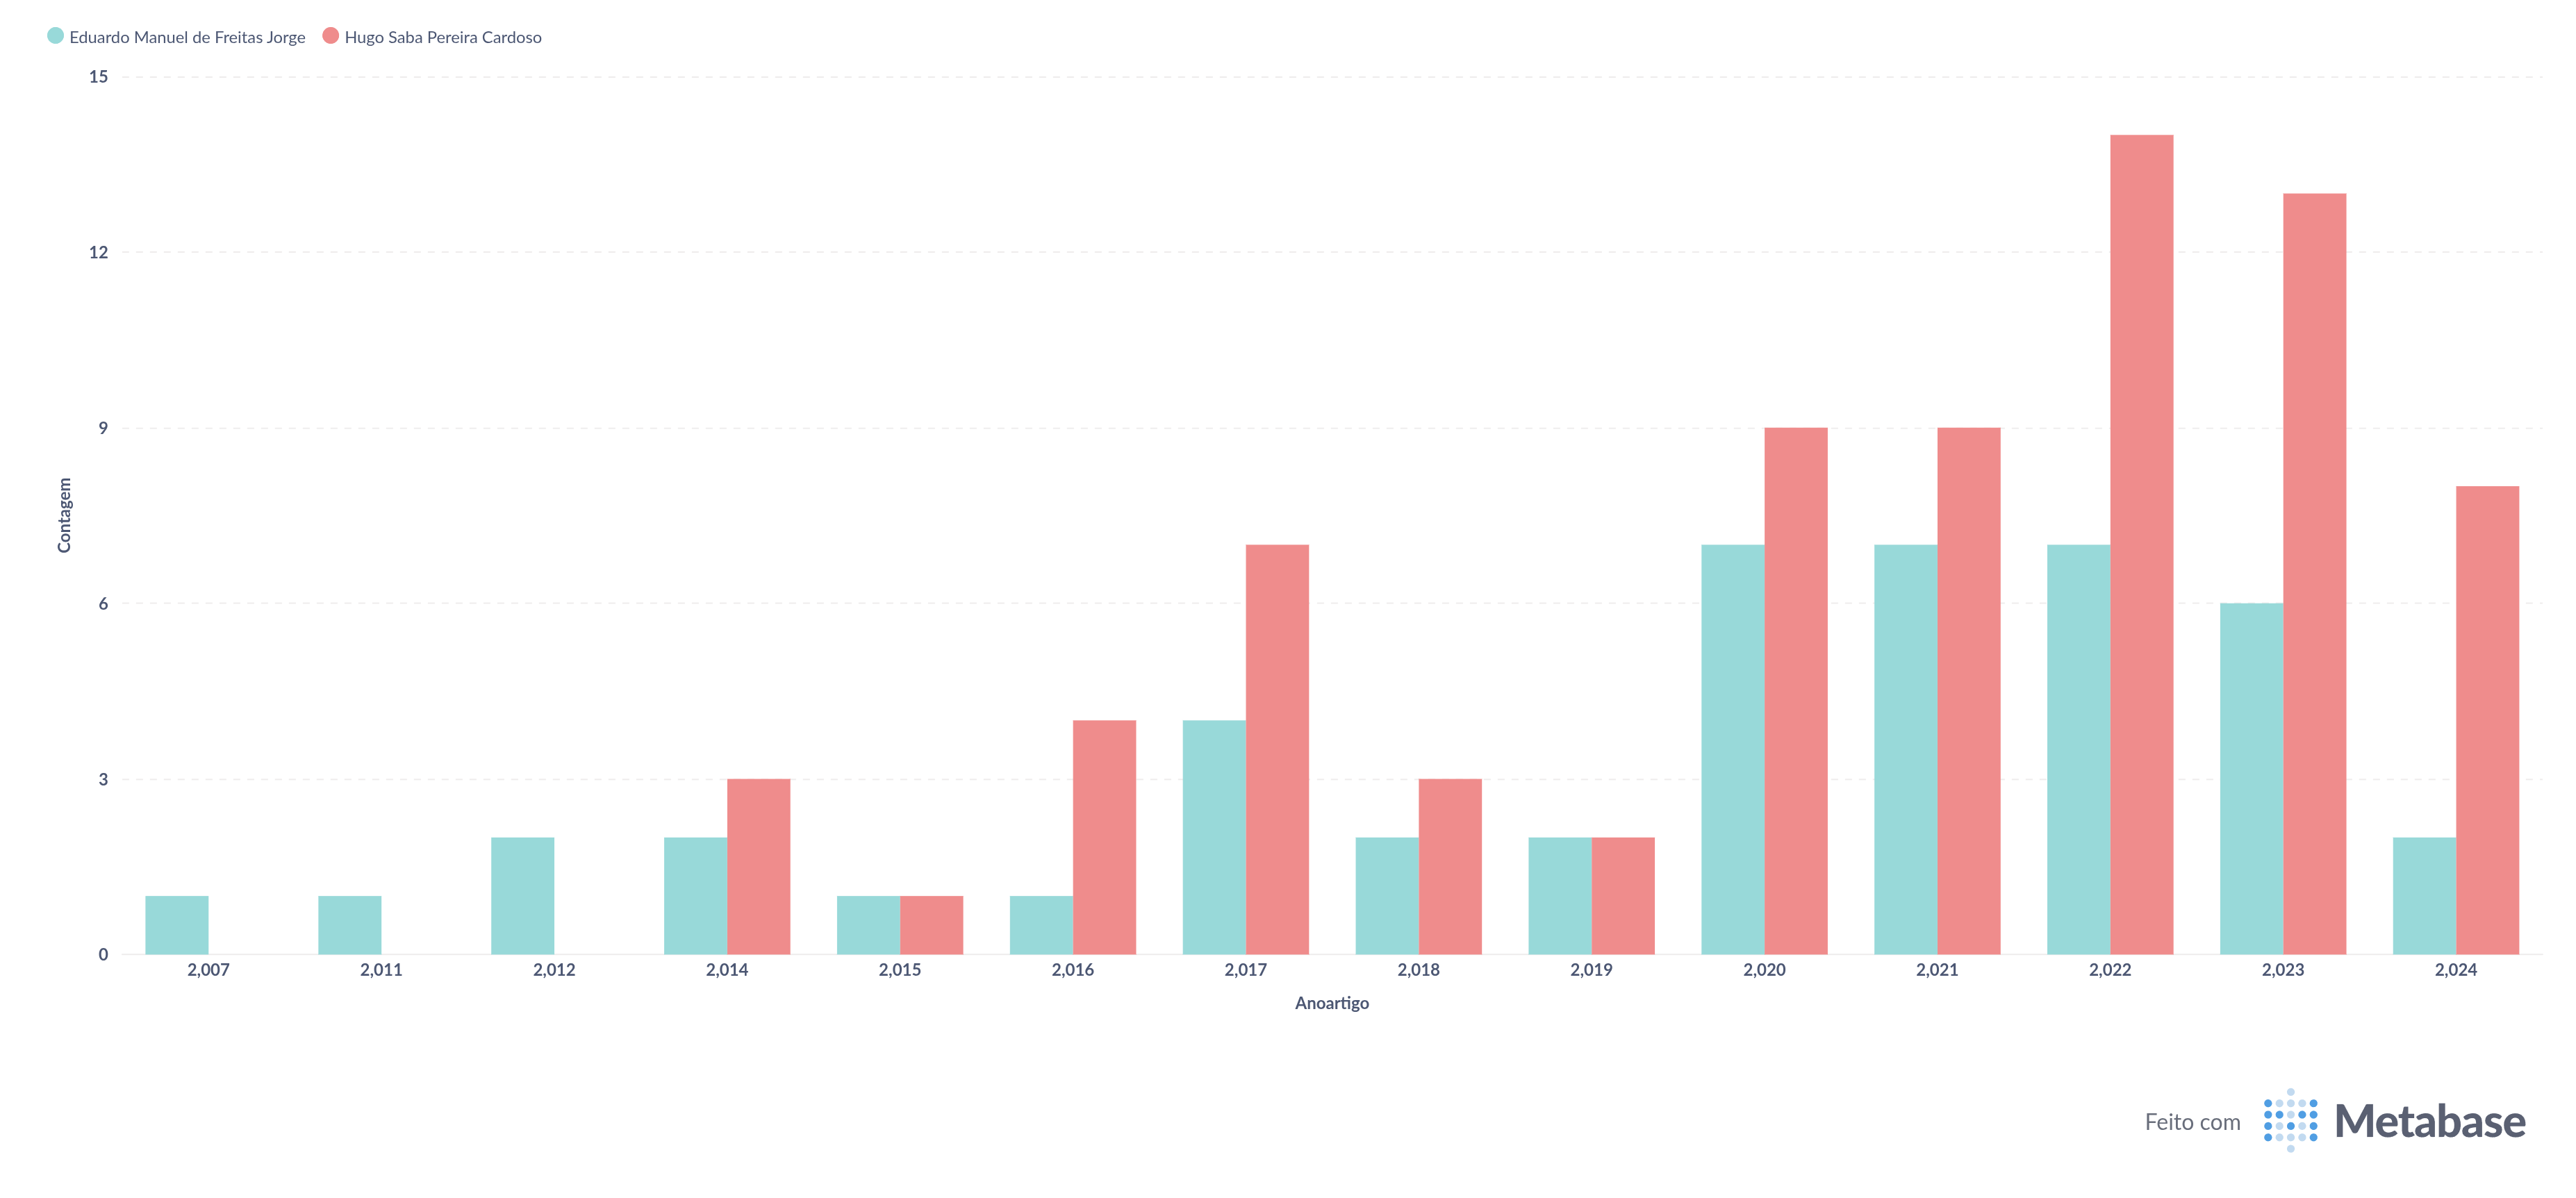 Eduardo Manuel de Freitas Jorge Hugo Saba Pereira Cardoso
15
12
9
6
3
0
Contagem
2,007 2,011 2,012 2,014 2,015 2,016 2,017 2,018 2,019 2,020 2,021 2,022 2,023 2,024
Anoartigo
Feito com Metabase